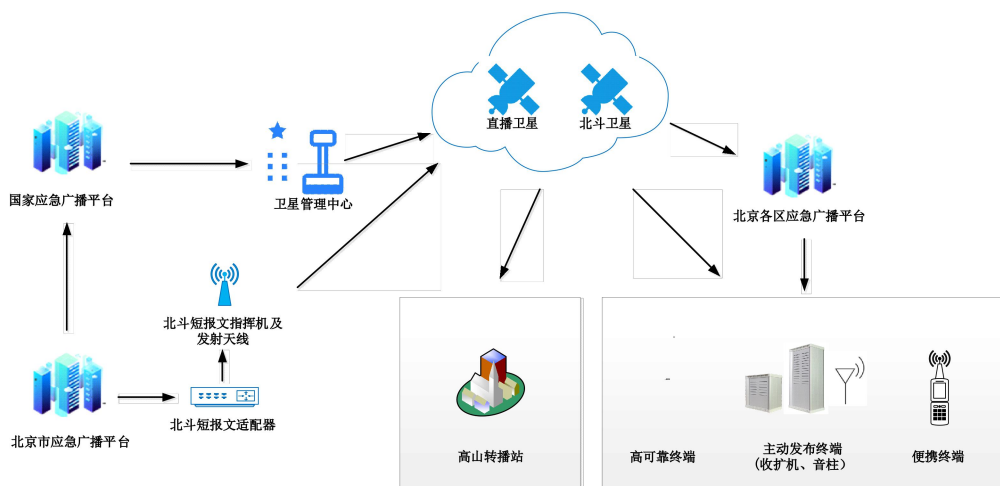 直播卫星
北斗卫星
国家应急广播平台
卫星管理中心
北京各区应急广播平台
北斗短报文指挥机及
发射天线
北京市应急广播平台
北斗短报文适配器
高山转播站
高可靠终端
主动发布终端
(收扩机、音柱)
便携终端